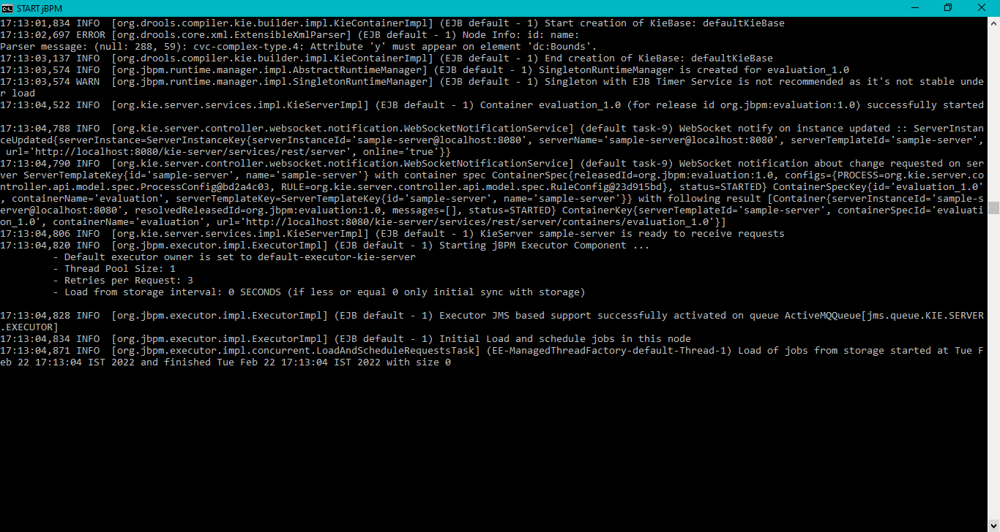 START jBPM
17:13:01,834 INFO  [org.drools.compiler.kie.builder.impl.KieContainerImpl] (EJB default - 1) Start creation of KieBase: defaultKieBase
17:13:02,697 ERROR [org.drools.core.xml.ExtensibleXmlParser] (EJB default - 1) Node Info: id: name:
Parser message: (null: 288, 59): cvc-complex-type.4: Attribute 'y' must appear on element 'dc:Bounds'.
17:13:03,137 INFO  [org.drools.compiler.kie.builder.impl.KieContainerImpl] (EJB default - 1) End creation of KieBase: defaultKieBase
17:13:03,574 INFO  [org.jbpm.runtime.manager.impl.AbstractRuntimeManager] (EJB default - 1) SingletonRuntimeManager is created for evaluation_1.0
17:13:03,574 WARN  [org.jbpm.runtime.manager.impl.SingletonRuntimeManager] (EJB default - 1) Singleton with EJB Timer Service is not recommended as it's not stable unde
r load
17:13:04,522 INFO  [org.kie.server.services.impl.KieServerImpl] (EJB default - 1) Container evaluation_1.0 (for release id org.jbpm:evaluation:1.0) successfully started
17:13:04,788 INFO  [org.kie.server.controller.websocket.notification.WebSocketNotificationService] (default task-9) WebSocket notify on instance updated :: ServerInstan
ceUpdated{serverInstance=ServerInstanceKey{serverInstanceId='sample-server@localhost:8080', serverName='sample-server@localhost:8080', serverTemplateId='sample-server',
 url='http://localhost:8080/kie-server/services/rest/server', online='true'}}
17:13:04,790 INFO  [org.kie.server.controller.websocket.notification.WebSocketNotificationService] (default task-9) WebSocket notification about change requested on ser
ver ServerTemplateKey{id='sample-server', name='sample-server'} with container spec ContainerSpec{releasedId=org.jbpm:evaluation:1.0, configs={PROCESS=org.kie.server.co
ntroller.api.model.spec.ProcessConfig@bd2a4c03, RULE=org.kie.server.controller.api.model.spec.RuleConfig@23d915bd}, status=STARTED} ContainerSpecKey{id='evaluation_1.0'
, containerName='evaluation', serverTemplateKey=ServerTemplateKey{id='sample-server', name='sample-server'}} with following result [Container{serverInstanceId='sample-s
erver@localhost:8080', resolvedReleasedId=org.jbpm:evaluation:1.0, messages=[], status=STARTED} ContainerKey{serverTemplateId='sample-server', containerSpecId='evaluati
on_1.0', containerName='evaluation', url='http://localhost:8080/kie-server/services/rest/server/containers/evaluation_1.0'}]
17:13:04,806 INFO  [org.kie.server.services.impl.KieServerImpl] (EJB default - 1) KieServer sample-server is ready to receive requests
17:13:04,820 INFO  [org.jbpm.executor.impl.ExecutorImpl] (EJB default - 1) Starting jBPM Executor Component ...
- Default executor owner is set to default-executor-kie-server
- Thread Pool Size: 1
- Retries per Request: 3
- Load from storage interval: 0 SECONDS (if less or equal 0 only initial sync with storage)
17:13:04,828 INFO  [org.jbpm.executor.impl.ExecutorImpl] (EJB default - 1) Executor JMS based support successfully activated on queue ActiveMQQueue[jms.queue.KIE.SERVER
.EXECUTOR]
17:13:04,834 INFO  [org.jbpm.executor.impl.ExecutorImpl] (EJB default - 1) Initial Load and schedule jobs in this node
17:13:04,871 INFO  [org.jbpm.executor.impl.concurrent.LoadAndScheduleRequestsTask] (EE-ManagedThreadFactory-default-Thread-1) Load of jobs from storage started at Tue F
eb 22 17:13:04 IST 2022 and finished Tue Feb 22 17:13:04 IST 2022 with size 0